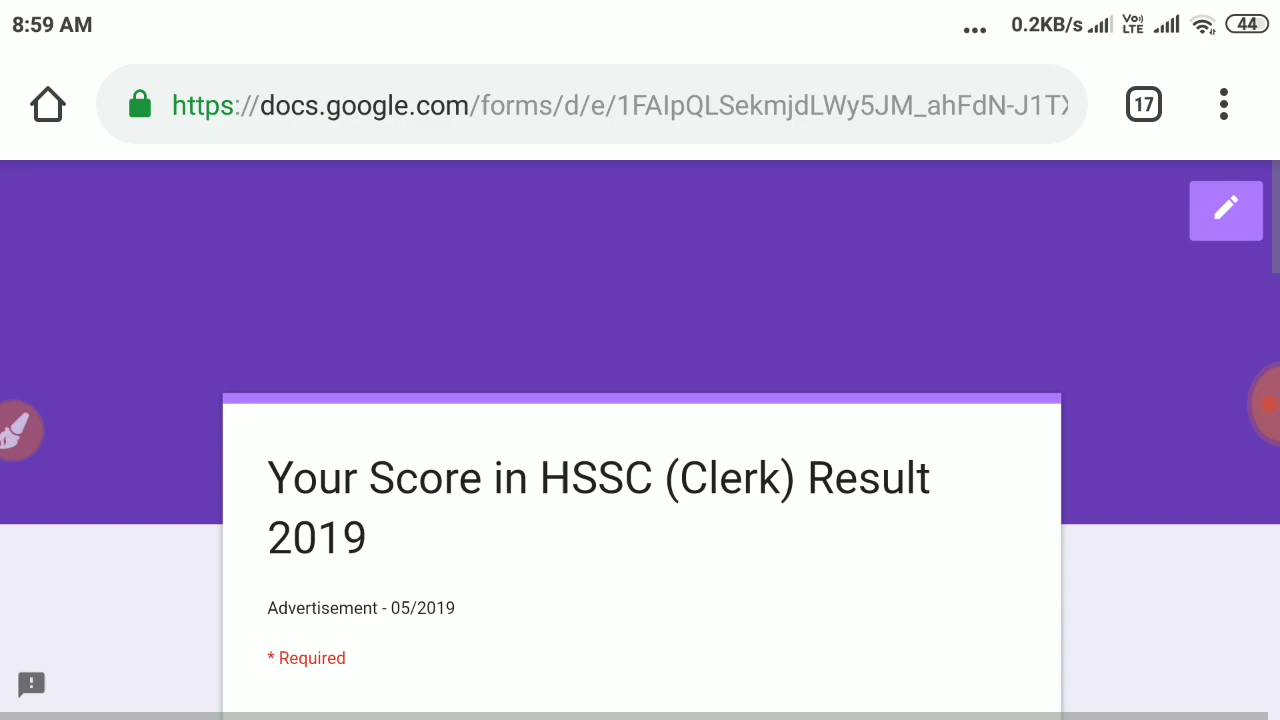 8:59 AM
... 0.2KB/s Vo) LTE 44
https://docs.google.com/forms/d/e/1FAIpQLSekmjdLWy5JM_ahFdN-J1TX
17
Your Score in HSSC (Clerk) Result
2019
Advertisement - 05/2019
* Required